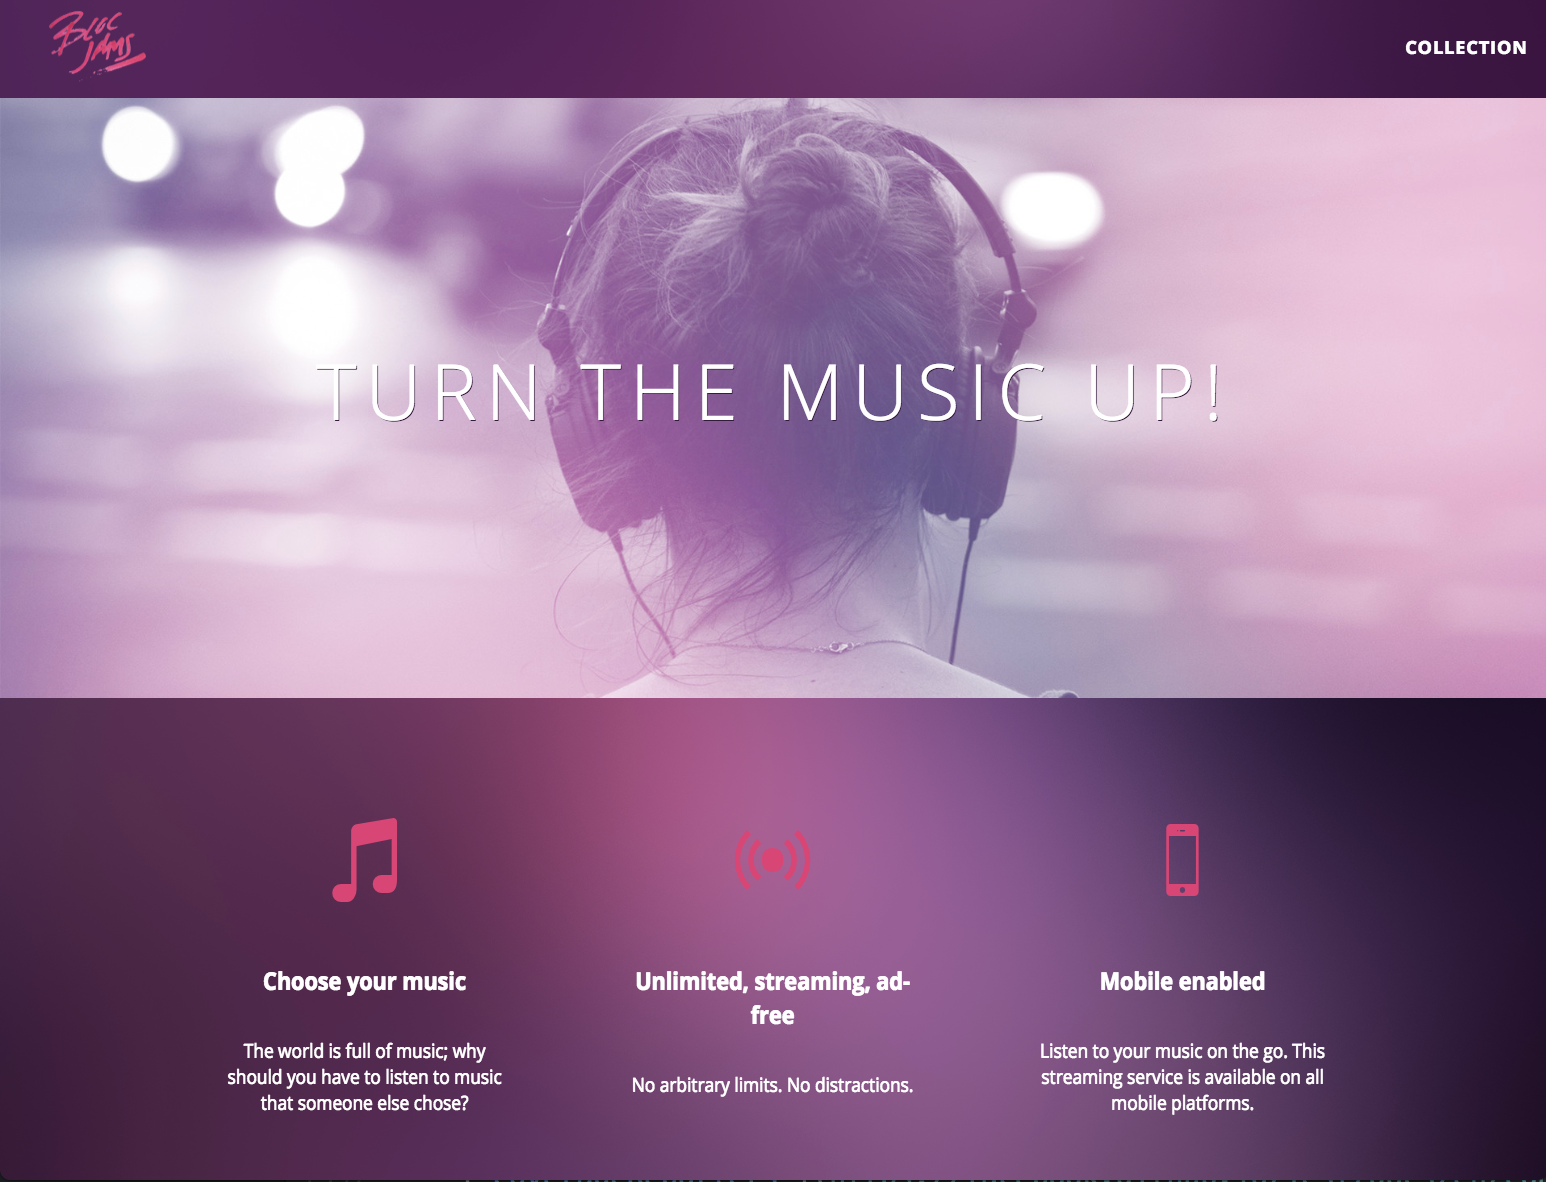 BLOC
JAMS
COLLECTION
TURN THE MUSIC UP!
Choose your music
The world is full of music; why
should you have to listen to music
that someone else chose?
Unlimited, streaming, ad-
free
No arbitrary limits. No distractions.
Mobile enabled
Listen to your music on the go. This
streaming service is available on all
mobile platforms.